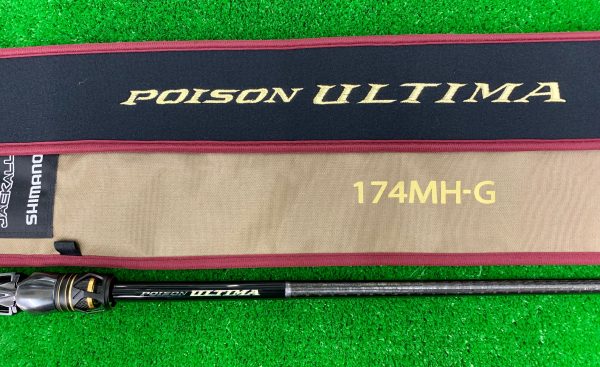 POISON ULTIMA
174MH-G
JACKALL
SHIMANO
POISON ULTIMA